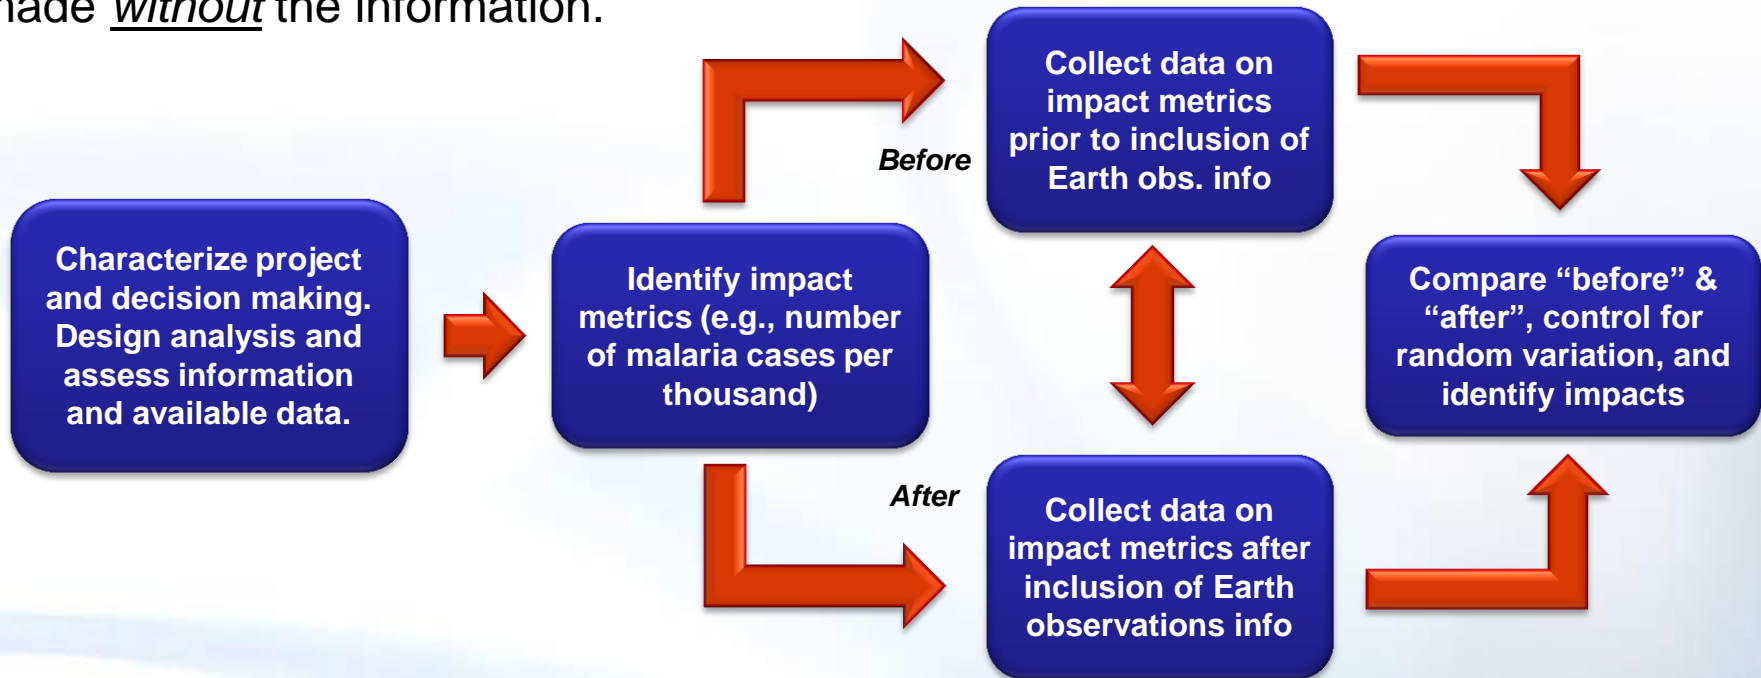 made without the information.
Collect data on
impact metrics
prior to inclusion of
Earth obs. info
Before
Characterize project
and decision making.
Design analysis and
assess information
and available data.
Identify impact
metrics (e.g., number
of malaria cases per
thousand)
Compare “before” &
“after”, control for
random variation, and
identify impacts
After
Collect data on
impact metrics after
inclusion of Earth
observations info